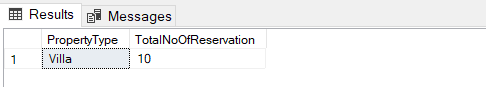 Results Messages
PropertyType TotalNoOfReservation
1 Villa 10